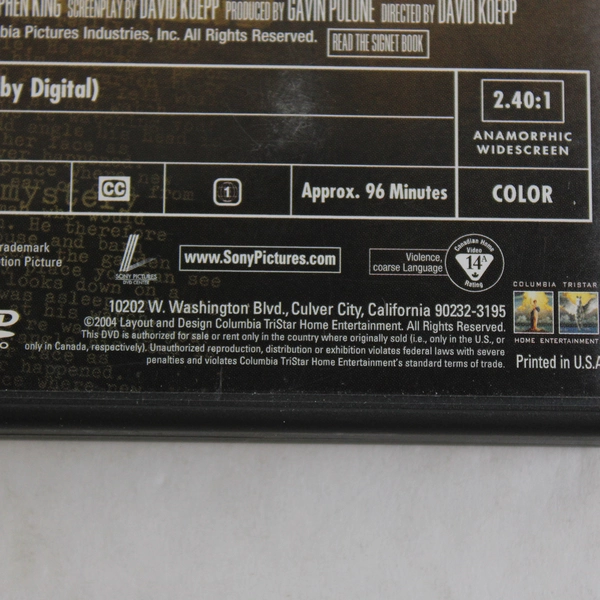 PHEN KING SCREENPLAY BY DAVID KOEPP PRODUCED BY GAVIN POLONE DIRECTED BY DAVID KOEPP
bia Pictures Industries, Inc. All Rights Reserved. READ THE SIGNET BOOK
by Digital)
2.40:1
ANAMORPHIC
WIDESCREEN
CC 1 Approx. 96 Minutes COLOR
mystery
rademark
tion Picture
SONY PICTURES
DVD CENTER
www.SonyPictures.com
Violence,
coarse Language
Canadian Home
Video
14A
Rating
10202 W. Washington Blvd., Culver City, California 90232-3195
©2004 Layout and Design Columbia TriStar Home Entertainment. All Rights Reserved.
This DVD is authorized for sale or rent only in the country where originally sold (i.e., only in the U.S., or
only in Canada, respectively). Unauthorized reproduction, distribution or exhibition violates federal laws with severe
penalties and violates Columbia TriStar Home Entertainment's standard terms of trade.
COLUMBIA TRISTAR
HOME ENTERTAINMENT
Printed in U.S.A